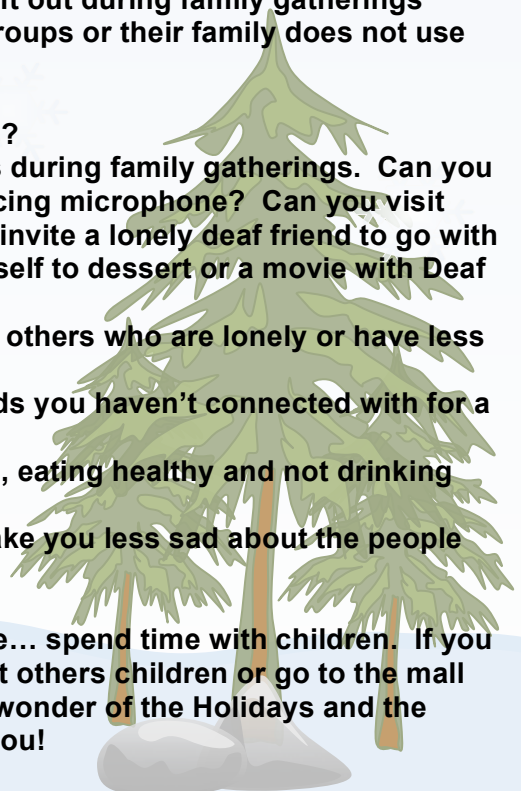 out during family gatherings
roups or their family does not use
?
during family gatherings. Can you
cing microphone? Can you visit
invite a lonely deaf friend to go with
self to dessert or a movie with Deaf
others who are lonely or have less
ds you haven't connected with for a
, eating healthy and not drinking
ake you less sad about the people
e… spend time with children. If you
t others children or go to the mall
wonder of the Holidays and the
ou!